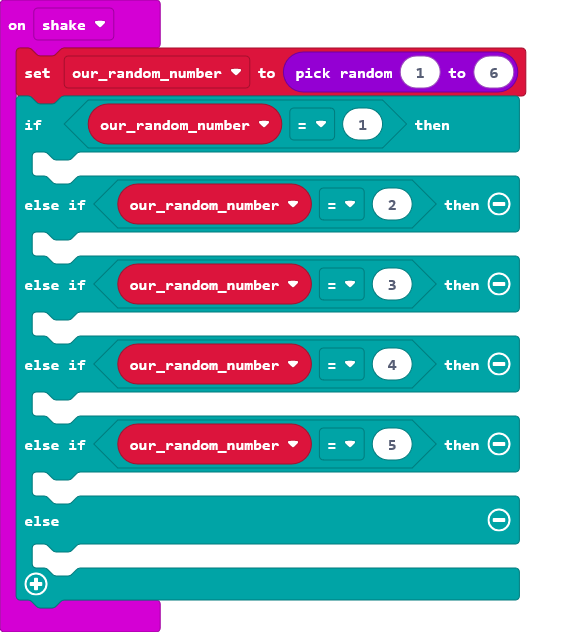 on shake
set our_random_number to pick random 1 to 6
if our_random_number = 1 then
else if our_random_number = 2 then
else if our_random_number = 3 then
else if our_random_number = 4 then
else if our_random_number = 5 then
else